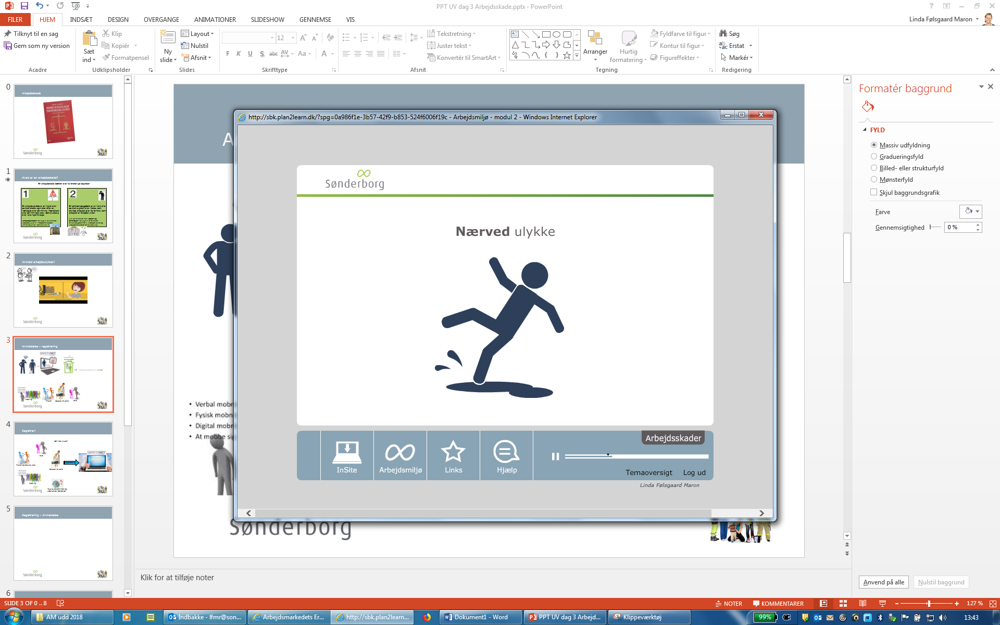 PPT UV dag 3 Arbejdsskade.pptx - PowerPoint
FILER HJEM INDSÆT DESIGN OVERGANGE ANIMATIONER SLIDESHOW GENNEMSE VIS
Linda Følsgaard Maron
Tilknyt til en sag
Gem som ny version
Acadre
Sæt ind
Klip
Kopiér
Formatpensel
Udklipsholder
Ny slide
Layout
Nulstil
Afsnit
Slides
12
F K U S abc AV Aa A
Skrifttype
Tekstretning
Juster tekst
Konvertér til SmartArt
Afsnit
Arranger
Hurtig formatering
Fyldfarve til figur
Kontur til figur
Figureffekter
Tegning
Søg
Erstat
Markér
Redigering
0
Arbejdsskade
ARBEJDSSKADE
SIKRINGSLOVEN
Sønderborg
1
Hvad er en arbejdsskade?
1
2
Sønderborg
2
Anmeld arbejdsulykker!
Sønderborg
3
Anmeldelse – registrering
SAFETYNET
Sønderborg
4
Registrer!
SAFETYNET
Sønderborg
5
Registrering – Anmeldelse
Sønderborg
6
A
• Verbal mobn
• Fysisk mobn
• Digital mobn
• At mobbe sig
Sønderborg
http://sbk.plan2learn.dk/?spg=0a986f1e-3b57-42f9-b853-524f6006f19c - Arbejdsmiljø - modul 2 - Windows Internet Explorer
Sønderborg
Nærved ulykke
InSite
Arbejdsmiljø
Links
Hjælp
Arbejdsskader
Temaoversigt Log ud
Linda Følsgaard Maron
Klik for at tilføje noter
Formatér baggrund
FYLD
Massiv udfyldning
Gradueringsfyld
Billed- eller strukturfyld
Mønsterfyld
Skjul baggrundsgrafik
Farve
Gennemsigtighed 0 %
Anvend på alle Nulstil baggrund
SLIDE 3 OF 0 .. 8
NOTER KOMMENTARER 127 %
AM udd 2018
Indbakke - lfmr@son...
Arbejdsmarkedets Er...
http://sbk.plan2learn...
Dokument1 - Word
PPT UV dag 3 Arbejd...
Klippeværktøj
99%
13:43